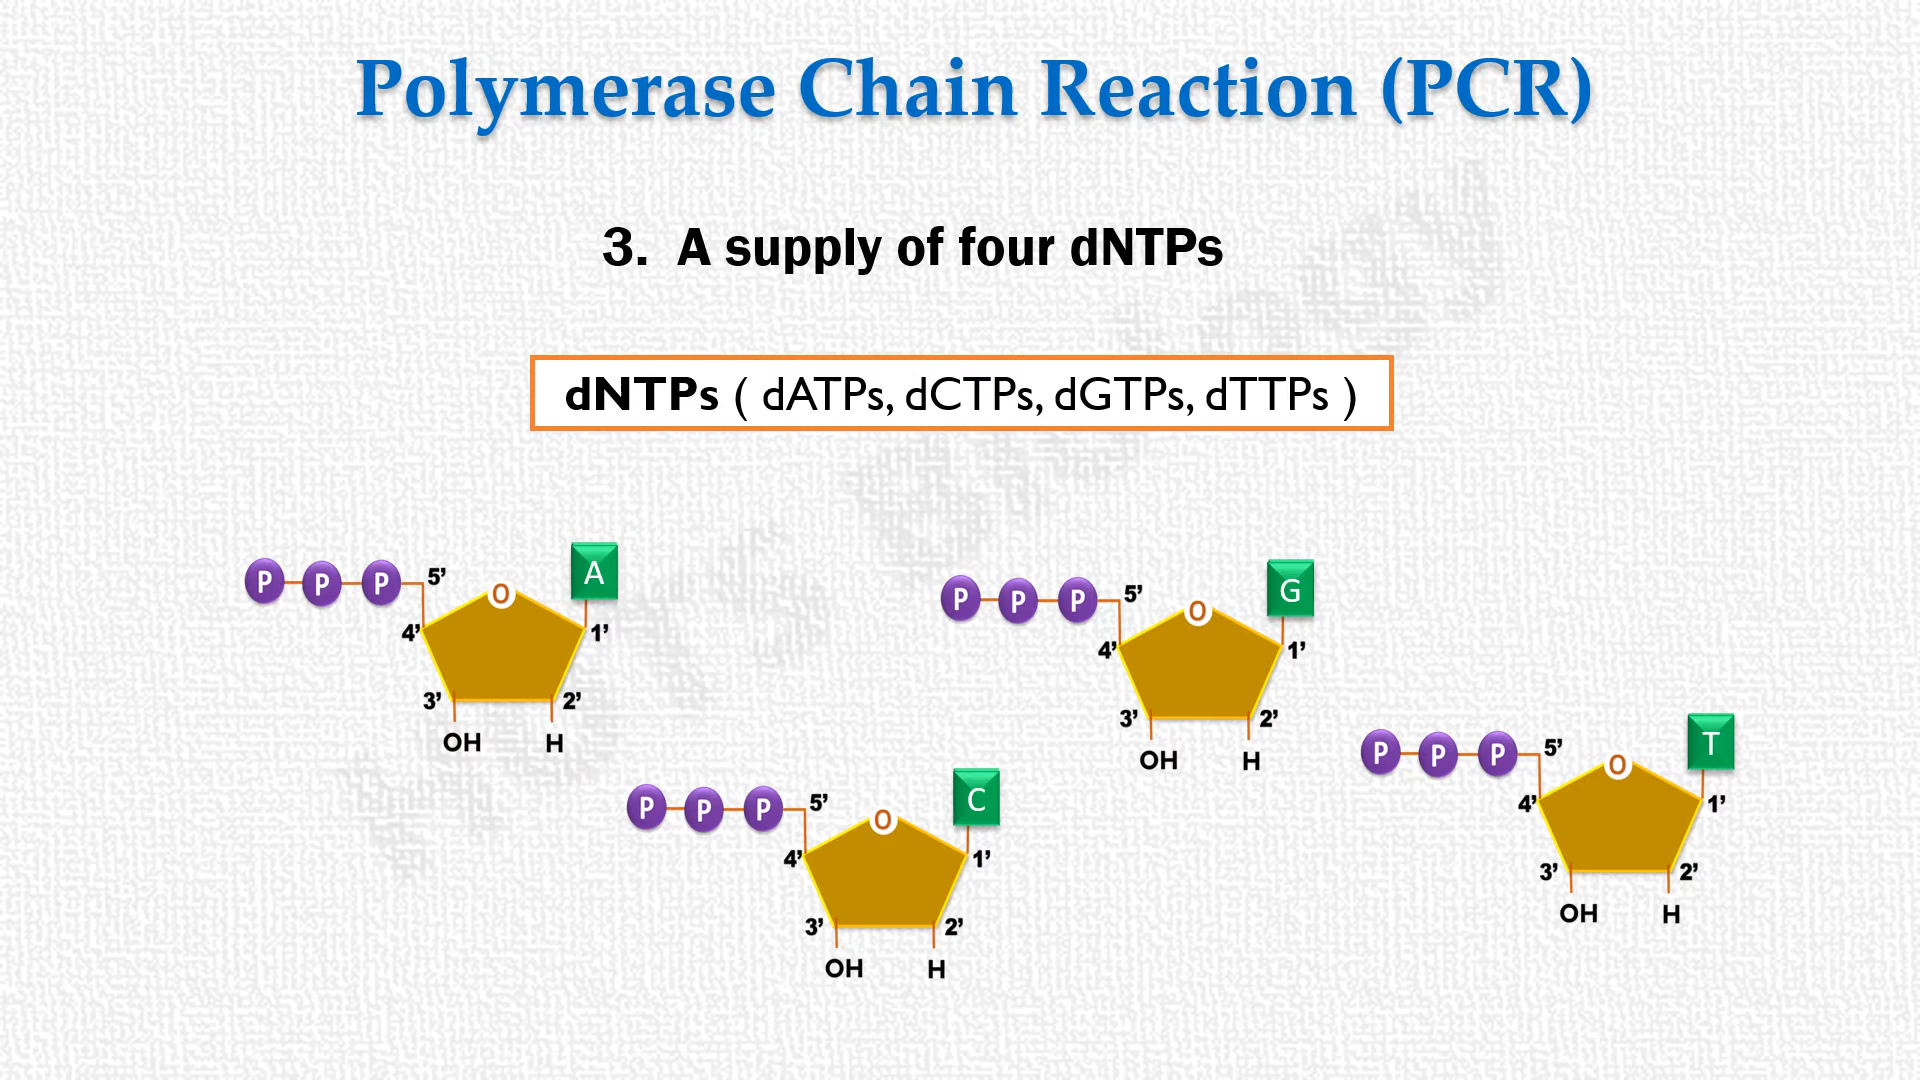 Polymerase Chain Reaction (PCR)
3. A supply of four dNTPs
dNTPs ( dATPs, dCTPs, dGTPs, dTTPs )
P P P 5’ O A
4’ 1’
3’ 2’
OH H
P P P 5’ O G
4’ 1’
3’ 2’
OH H
P P P 5’ O C
4’ 1’
3’ 2’
OH H
P P P 5’ O T
4’ 1’
3’ 2’
OH H